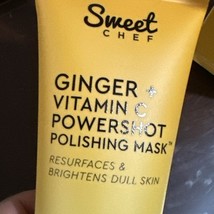 Sweet
CHEF
GINGER +
VITAMIN C
POWERSHOT
POLISHING MASK™
RESURFACES &
BRIGHTENS DULL SKIN